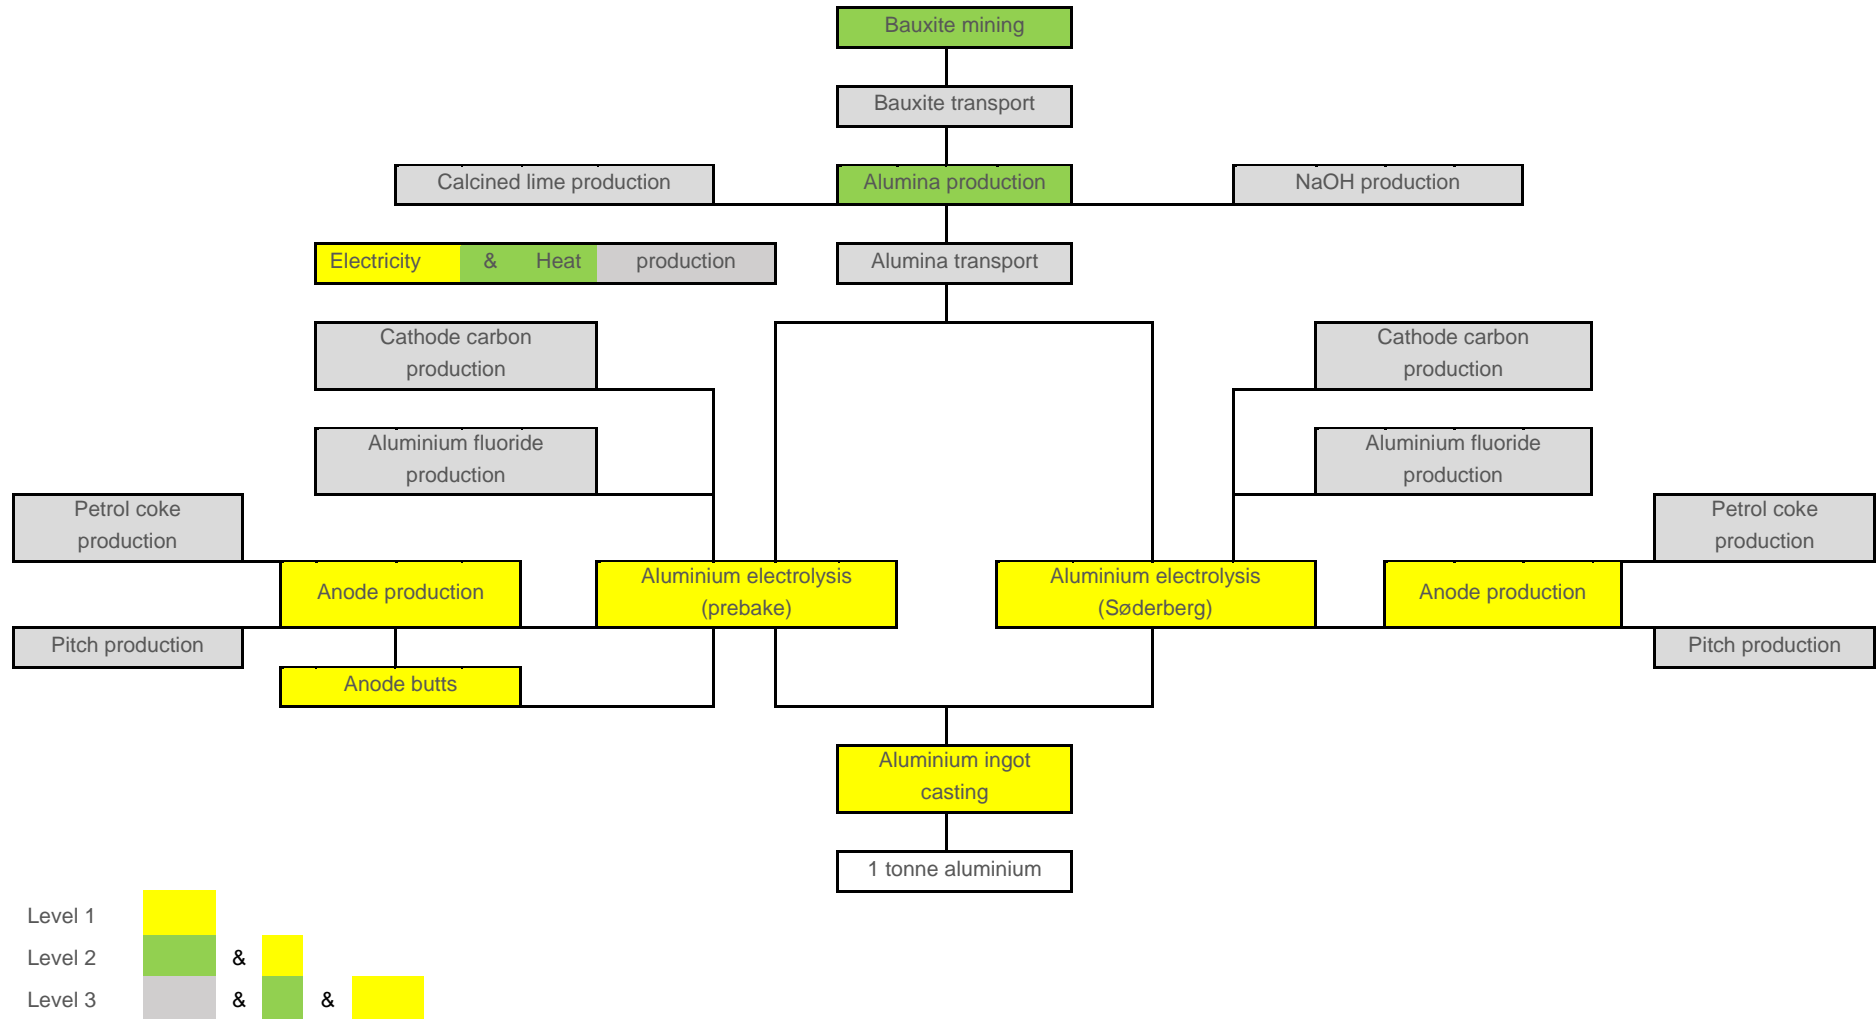 Bauxite mining
Bauxite transport
Calcined lime production
Alumina production
NaOH production
Electricity & Heat production
Alumina transport
Cathode carbon
production
Cathode carbon
production
Aluminium fluoride
production
Aluminium fluoride
production
Petrol coke
production
Petrol coke
production
Anode production
Aluminium electrolysis
(prebake)
Aluminium electrolysis
(Søderberg)
Anode production
Pitch production
Pitch production
Anode butts
Aluminium ingot
casting
1 tonne aluminium
Level 1
Level 2 &
Level 3 & &